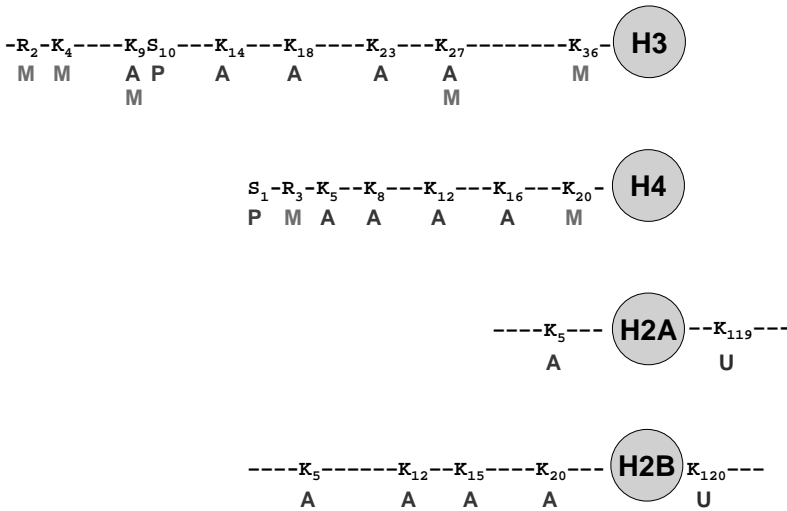 -R₂-K₄-----K₉S₁₀----K₁₄----K₁₈-----K₂₃---K₂₇---------K₃₆- H3
M M A P A A A A M
M M
S₁-R₃-K₅---K₈---K₁₂---K₁₆---K₂₀- H4
P M A A A A M
----K₅--- H2A --K₁₁₉---
A U
----K₅------K₁₂--K₁₅----K₂₀--- H2B K₁₂₀---
A A A A U